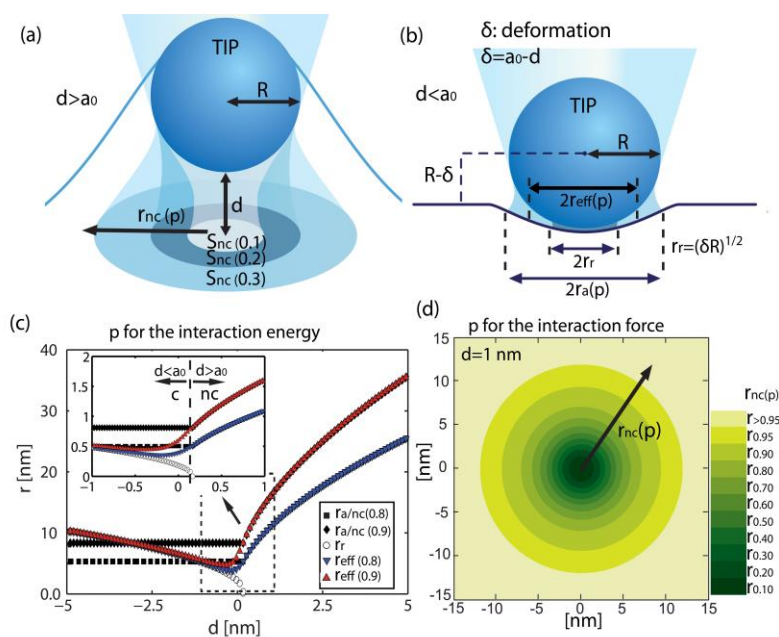 (a)
TIP
d>a₀
R
d
rnc(p)
Snc(0.1)
Snc(0.2)
Snc(0.3)
(b)
δ: deformation
δ=a₀-d
d<a₀
TIP
R
R-δ
2reff(p)
2rr
rr=(δR)^1/2
2ra(p)
(c)
p for the interaction energy
40
30
20
10
0.0
r [nm]
-5
-2.5
0
2.5
5
d [nm]
2
1.5
1
0.5
0
-1
-0.5
0
0.5
1
d<a₀
d>a₀
c
nc
ra/nc(0.8)
ra/nc(0.9)
rr
reff(0.8)
reff(0.9)
(d)
p for the interaction force
d=1 nm
rnc(p)
15
10
5
0
-5
-10
-15
[nm]
-15
-10
-5
0
5
10
15
[nm]
rnc(p)
r>0.95
r0.95
r0.90
r0.80
r0.70
r0.60
r0.50
r0.40
r0.30
r0.20
r0.10